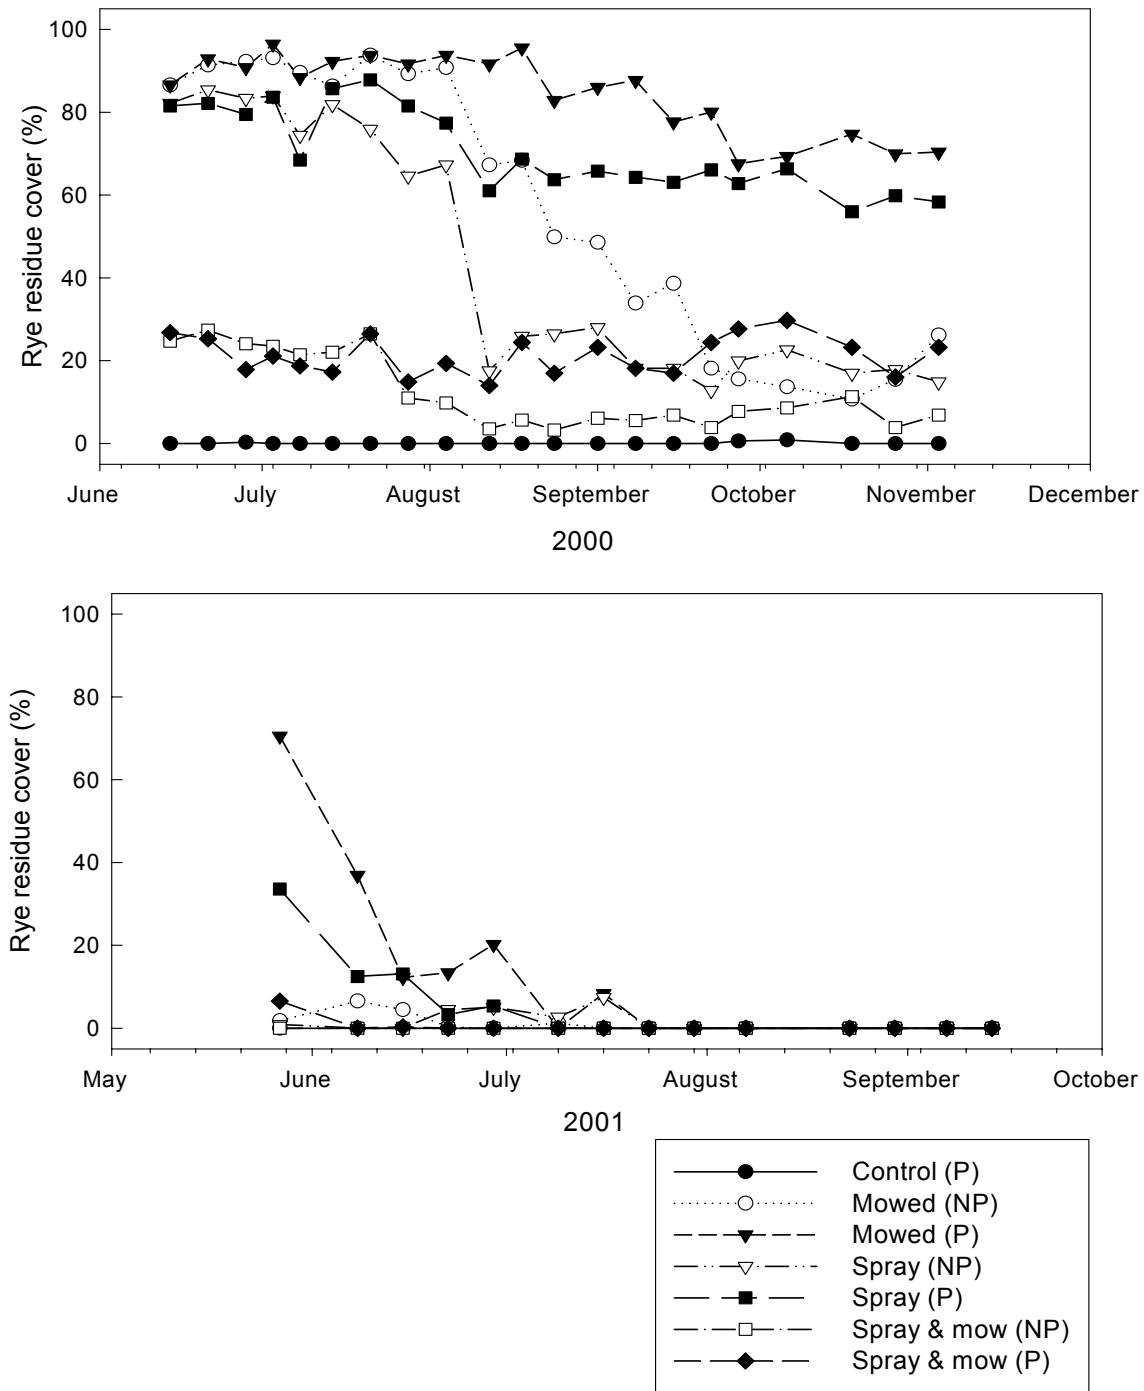 100
80
60
40
20
0
Rye residue cover (%)
June July August September October November December
2000
100
80
60
40
20
0
Rye residue cover (%)
May June July August September October
2001
Control (P)
Mowed (NP)
Mowed (P)
Spray (NP)
Spray (P)
Spray & mow (NP)
Spray & mow (P)